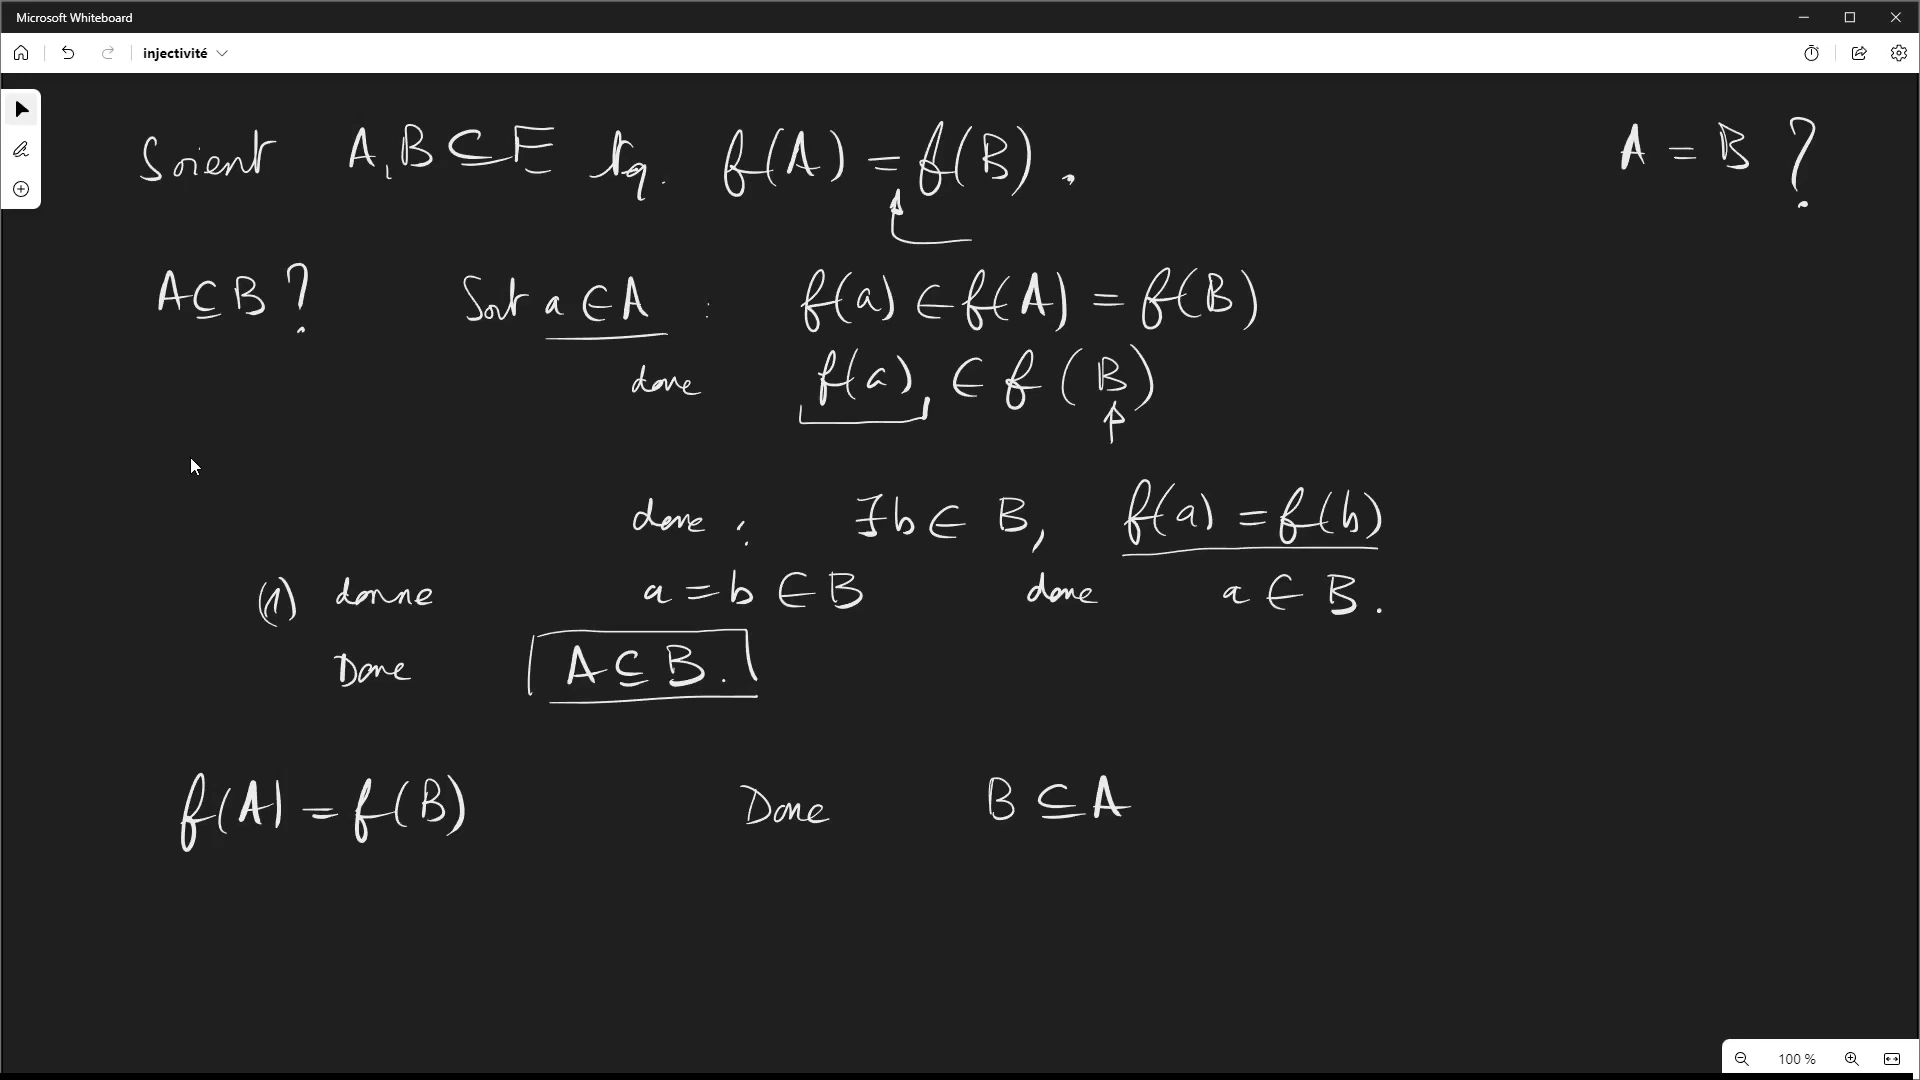 Microsoft Whiteboard
injectivité
Soient A, B ⊆ E tq. f(A) = f(B). A = B ?
A ⊆ B ? Soit a ∈ A : f(a) ∈ f(A) = f(B)
donc f(a) ∈ f(B)
donc : ∃b ∈ B, f(a) = f(b)
(1) donne a = b ∈ B donc a ∈ B.
Donc A ⊆ B.
f(A) = f(B) Donc B ⊆ A
100 %